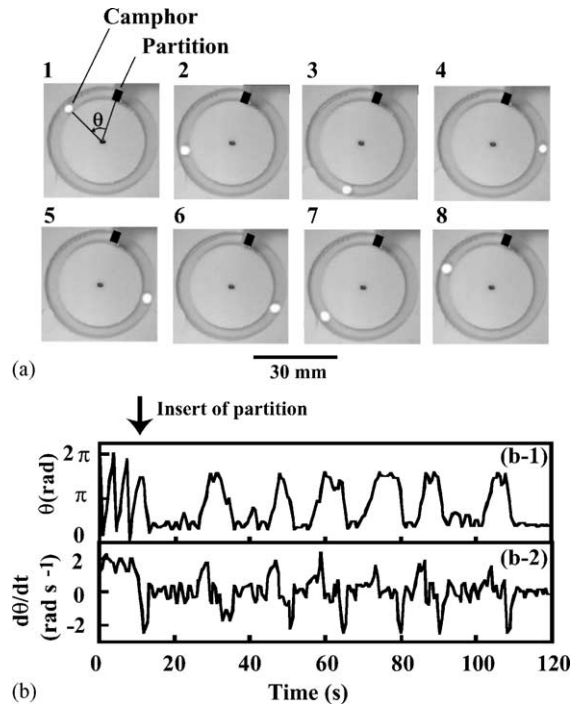 Camphor
Partition
1 2 3 4
θ
5 6 7 8
(a)
30 mm
Insert of partition
(b-1)
θ(rad)
2 π
π
0
(b-2)
dθ/dt
(rad s -1)
2
0
-2
0 20 40 60 80 100 120
(b)
Time (s)